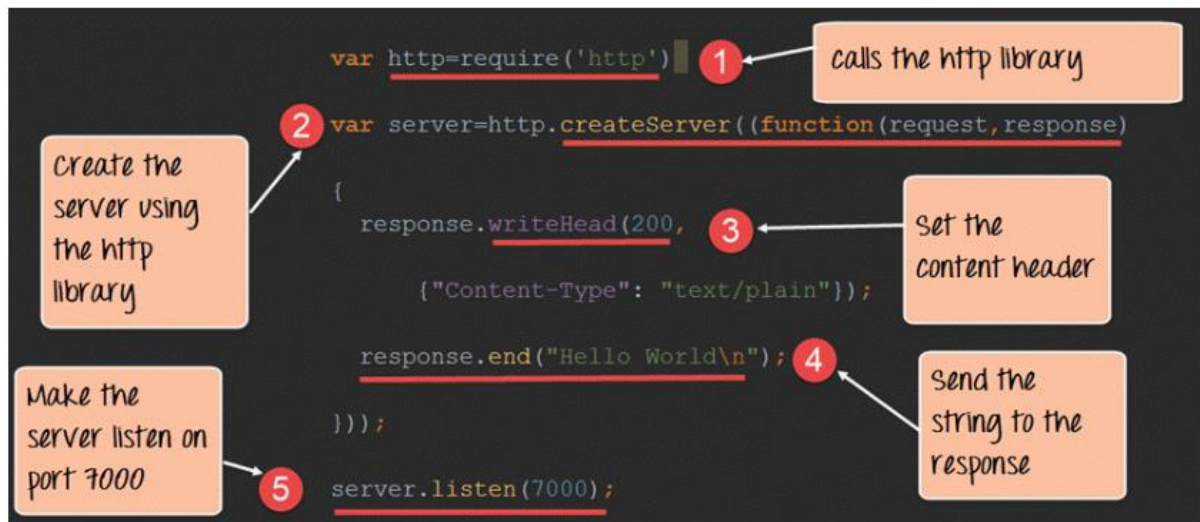 var http=require('http')
1
calls the http library
2
var server=http.createServer((function(request,response)
Create the
server using
the http
library
{
response.writeHead(200,
3
Set the
content header
{"Content-Type": "text/plain"});
response.end("Hello World\n");
4
Send the
string to the
response
}));
Make the
server listen on
port 7000
5
server.listen(7000);